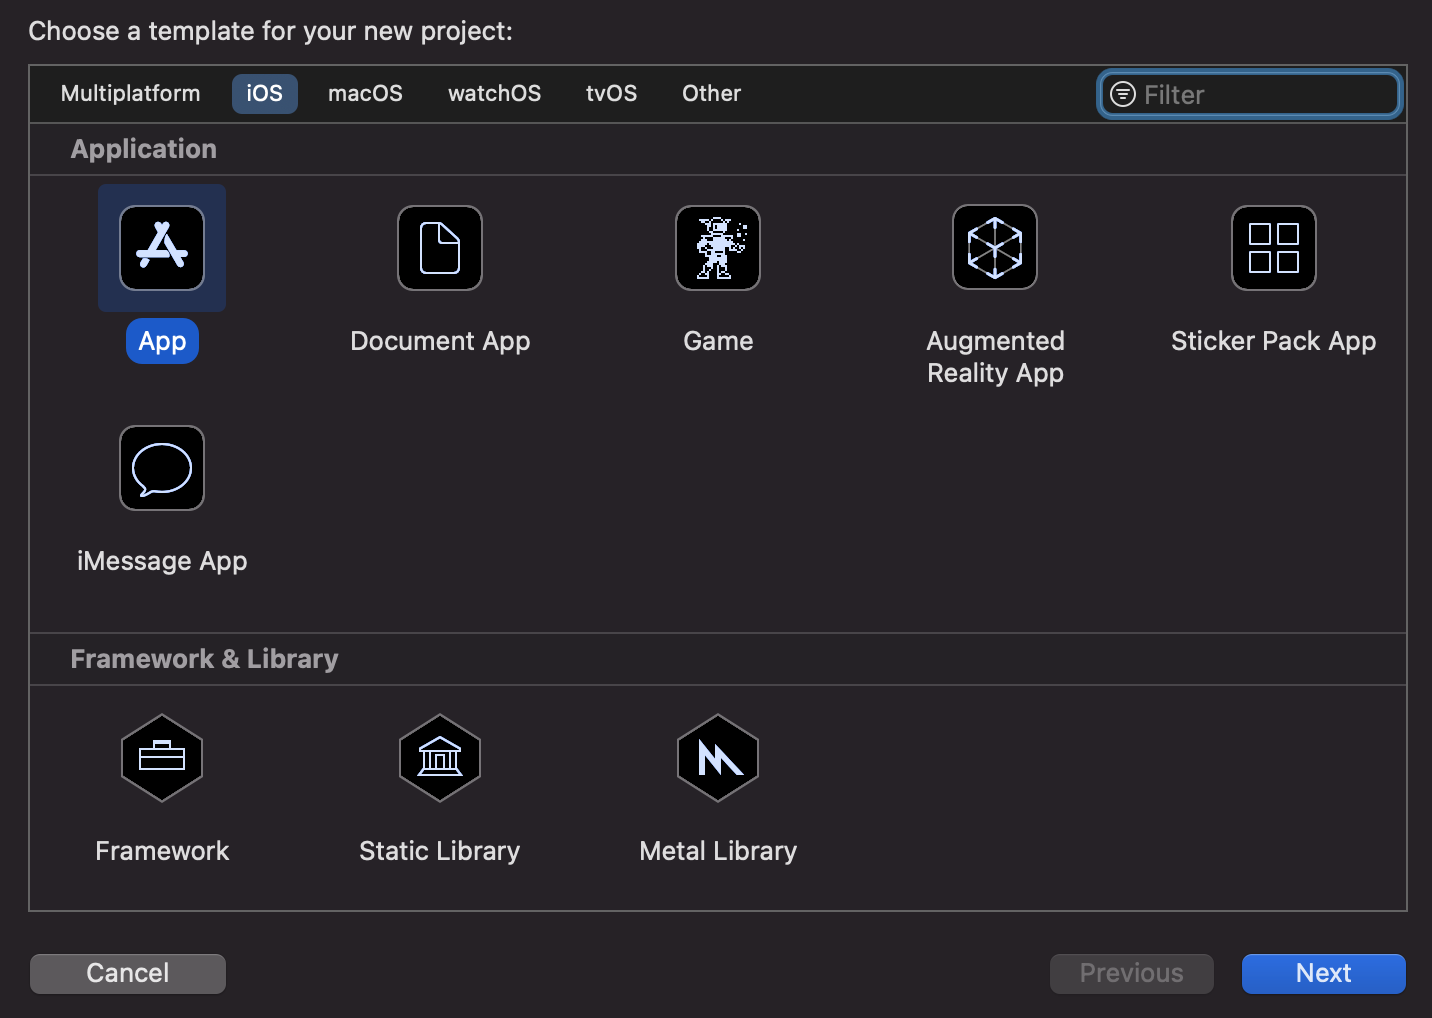 Choose a template for your new project:
Multiplatform iOS macOS watchOS tvOS Other Filter
Application
App Document App Game Augmented Reality App Sticker Pack App
iMessage App
Framework & Library
Framework Static Library Metal Library
Cancel Previous Next